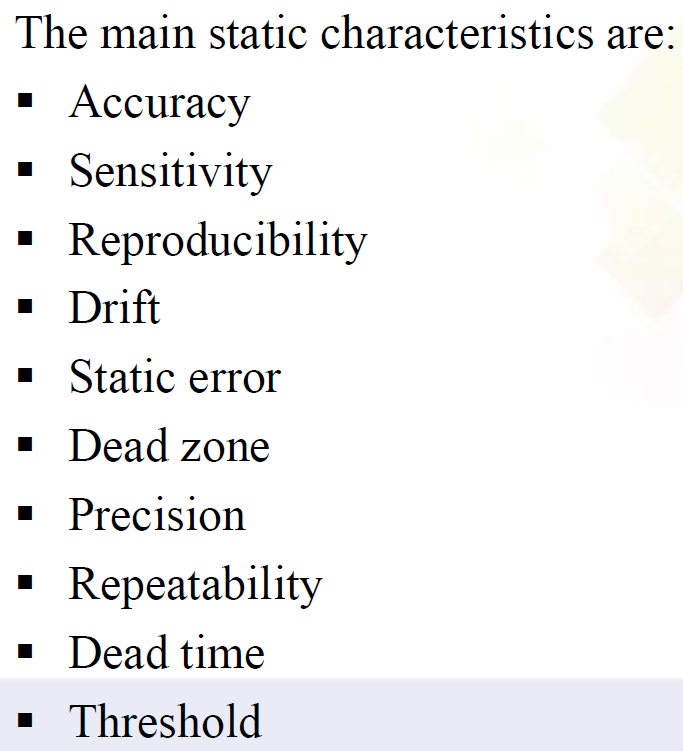 The main static characteristics are:
▪ Accuracy
▪ Sensitivity
▪ Reproducibility
▪ Drift
▪ Static error
▪ Dead zone
▪ Precision
▪ Repeatability
▪ Dead time
▪ Threshold